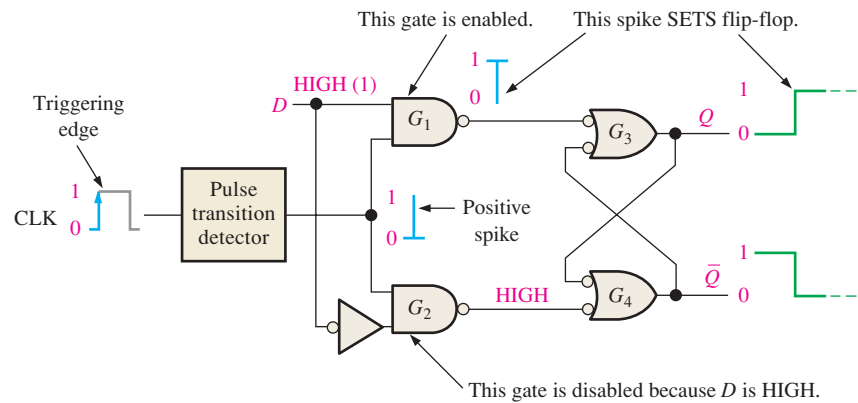 This gate is enabled.
This spike SETS flip-flop.
HIGH (1)
D
1
0
G1
G3
Q
1
0
Triggering
edge
1
0
CLK
Pulse
transition
detector
1
0
Positive
spike
G2
HIGH
G4
Q̅
1
0
This gate is disabled because D is HIGH.